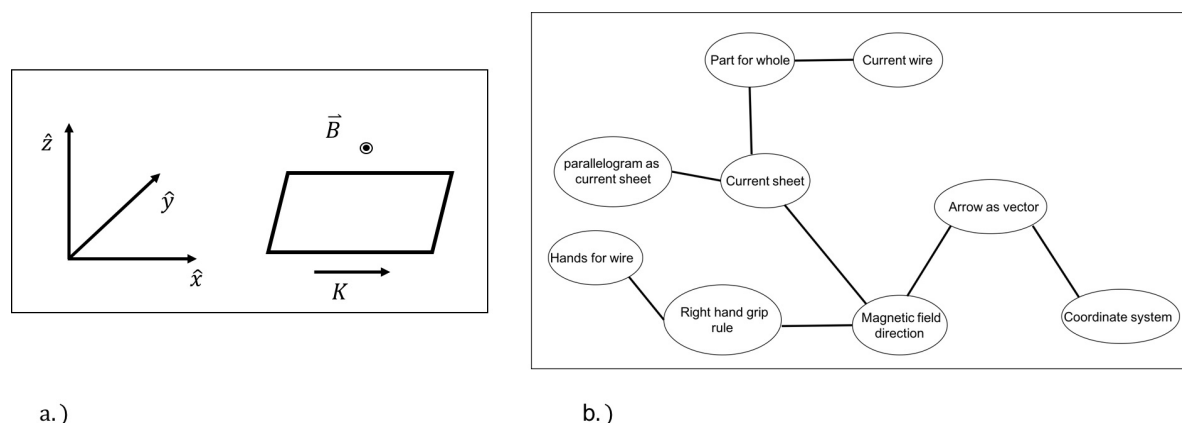 ẑ
ŷ
x̂
B⃗
K
a.)
Part for whole
Current wire
parallelogram as
current sheet
Current sheet
Arrow as vector
Hands for wire
Right hand grip
rule
Magnetic field
direction
Coordinate system
b.)